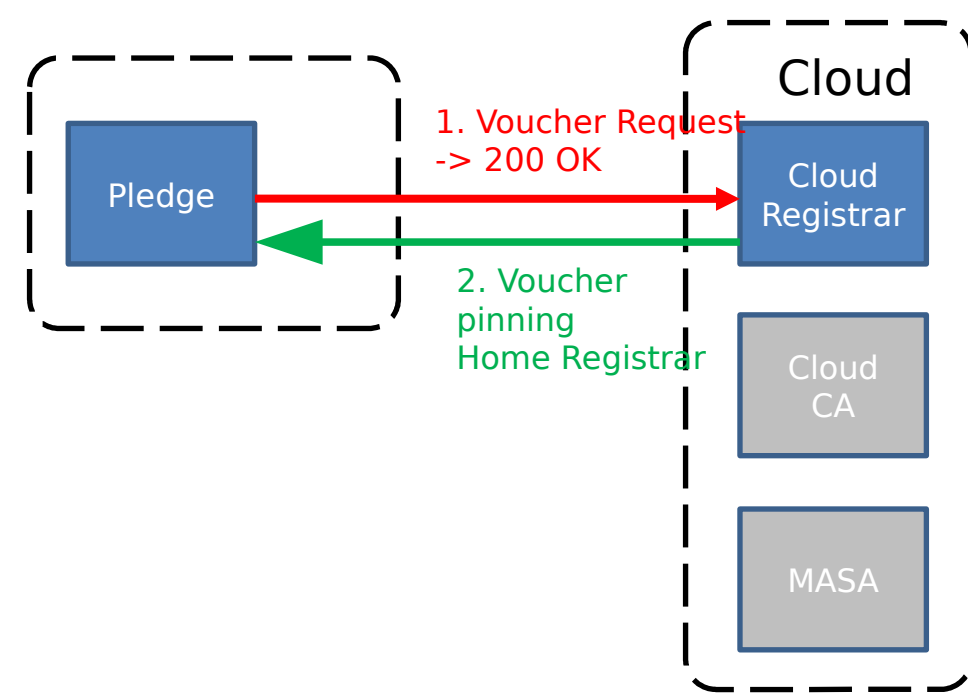 Cloud
1. Voucher Request
-> 200 OK
Pledge
Cloud
Registrar
2. Voucher
pinning
Home Registrar
Cloud
CA
MASA